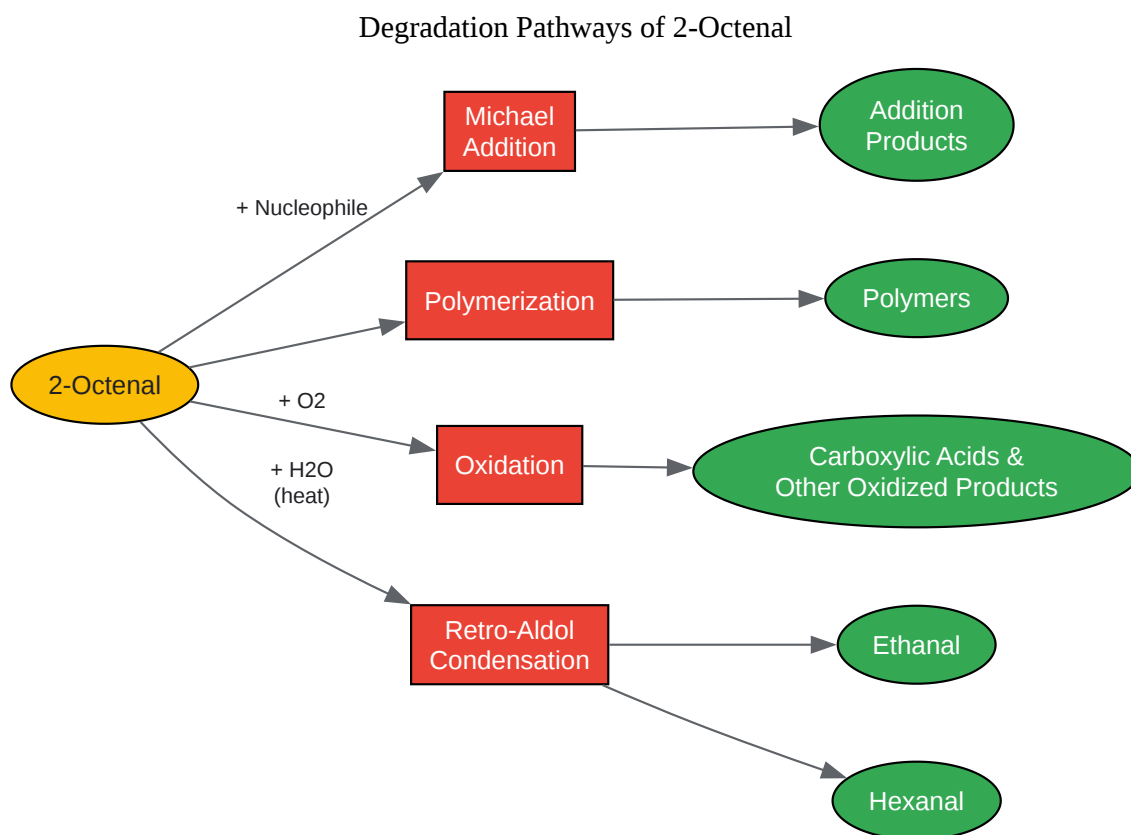 Degradation Pathways of 2-Octenal
Michael
Addition
Addition
Products
+ Nucleophile
Polymerization
Polymers
2-Octenal
+ O2
Oxidation
Carboxylic Acids &
Other Oxidized Products
+ H2O
(heat)
Retro-Aldol
Condensation
Ethanal
Hexanal